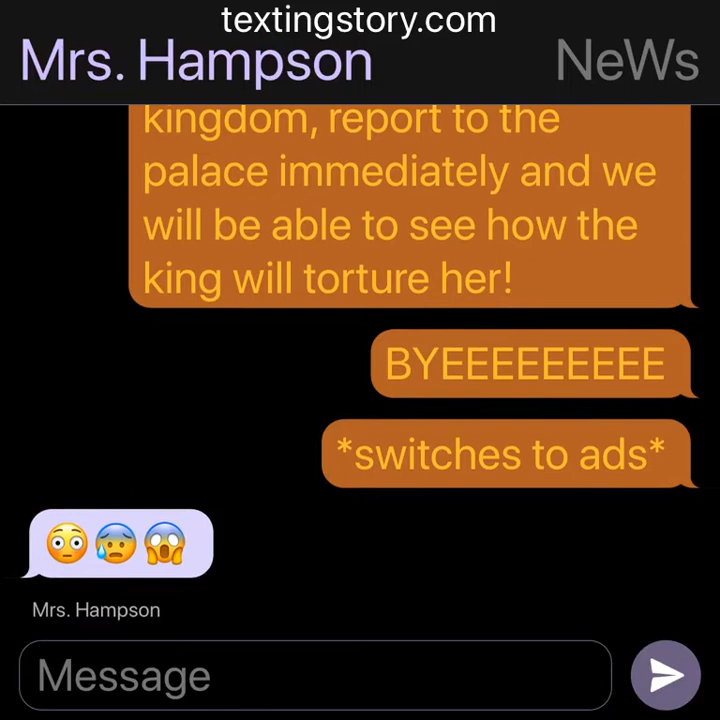 textingstory.com
Mrs. Hampson NeWs
kingdom, report to the
palace immediately and we
will be able to see how the
king will torture her!
BYEEEEEEEEEE
*switches to ads*
😳😰😱
Mrs. Hampson
Message